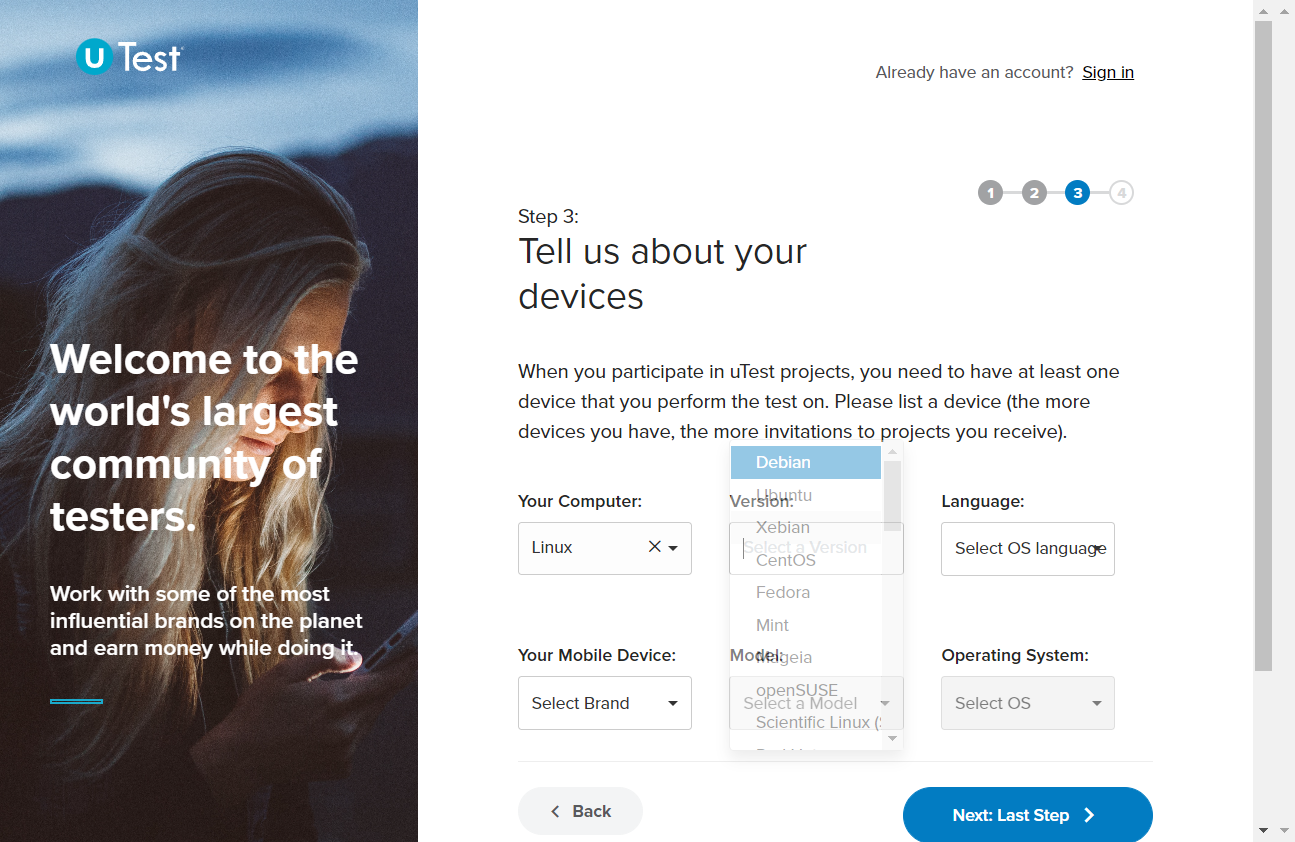 U Test
Already have an account? Sign in
1 2 3 4
Step 3:
Tell us about your
devices
Welcome to the
world's largest
community of
testers.
Work with some of the most
influential brands on the planet
and earn money while doing it.
When you participate in uTest projects, you need to have at least one
device that you perform the test on. Please list a device (the more
devices you have, the more invitations to projects you receive).
Your Computer:
Linux
Version:
Select a Version
Debian
Ubuntu
Xebian
CentOS
Fedora
Mint
Mageia
openSUSE
Scientific Linux (
Language:
Select OS language
Your Mobile Device:
Select Brand
Model:
Select a Model
Operating System:
Select OS
Back
Next: Last Step